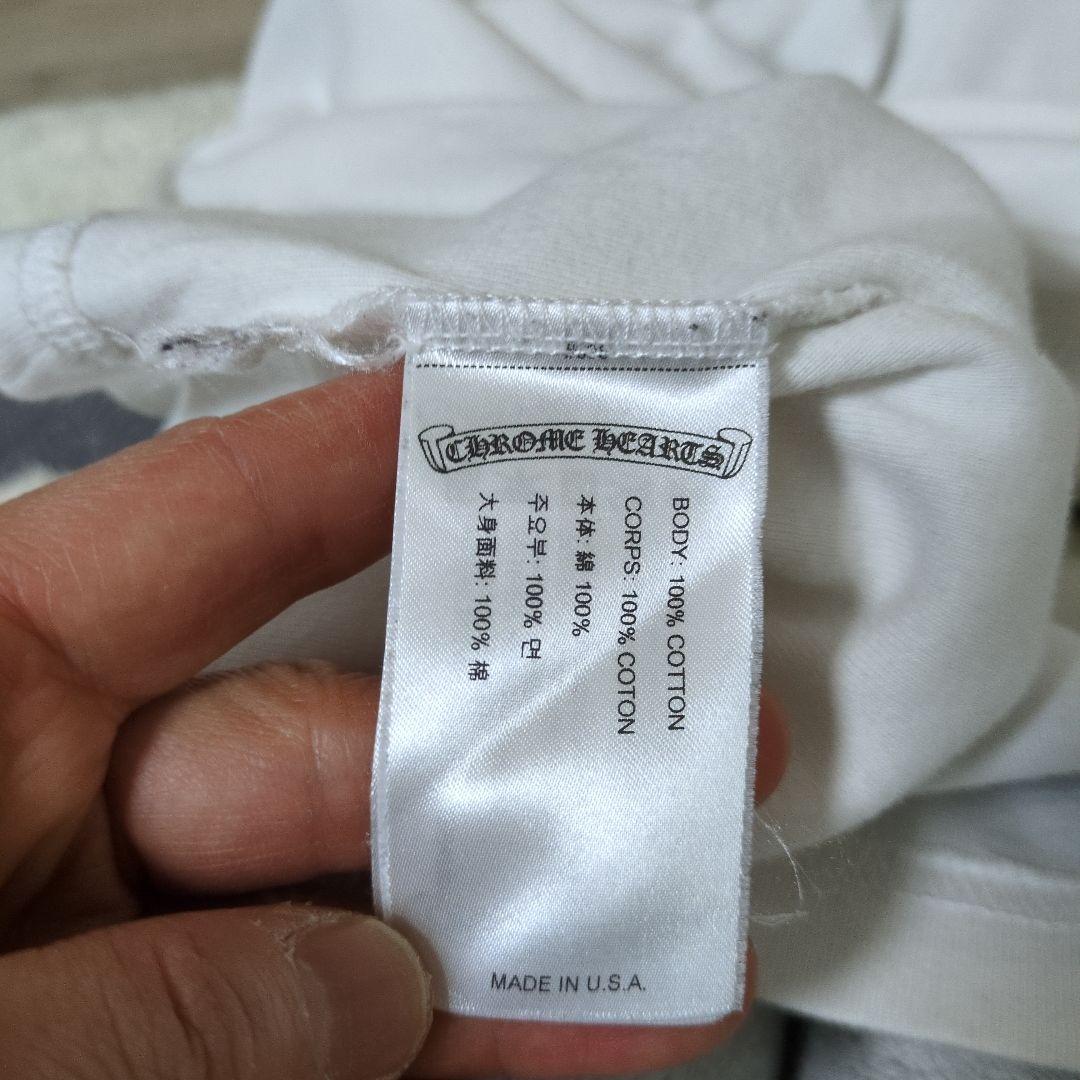 CHROME HEARTS
BODY: 100% COTTON
CORPS: 100% COTON
本体: 綿 100%
주요부: 100% 면
大身面料: 100% 棉
MADE IN U.S.A.